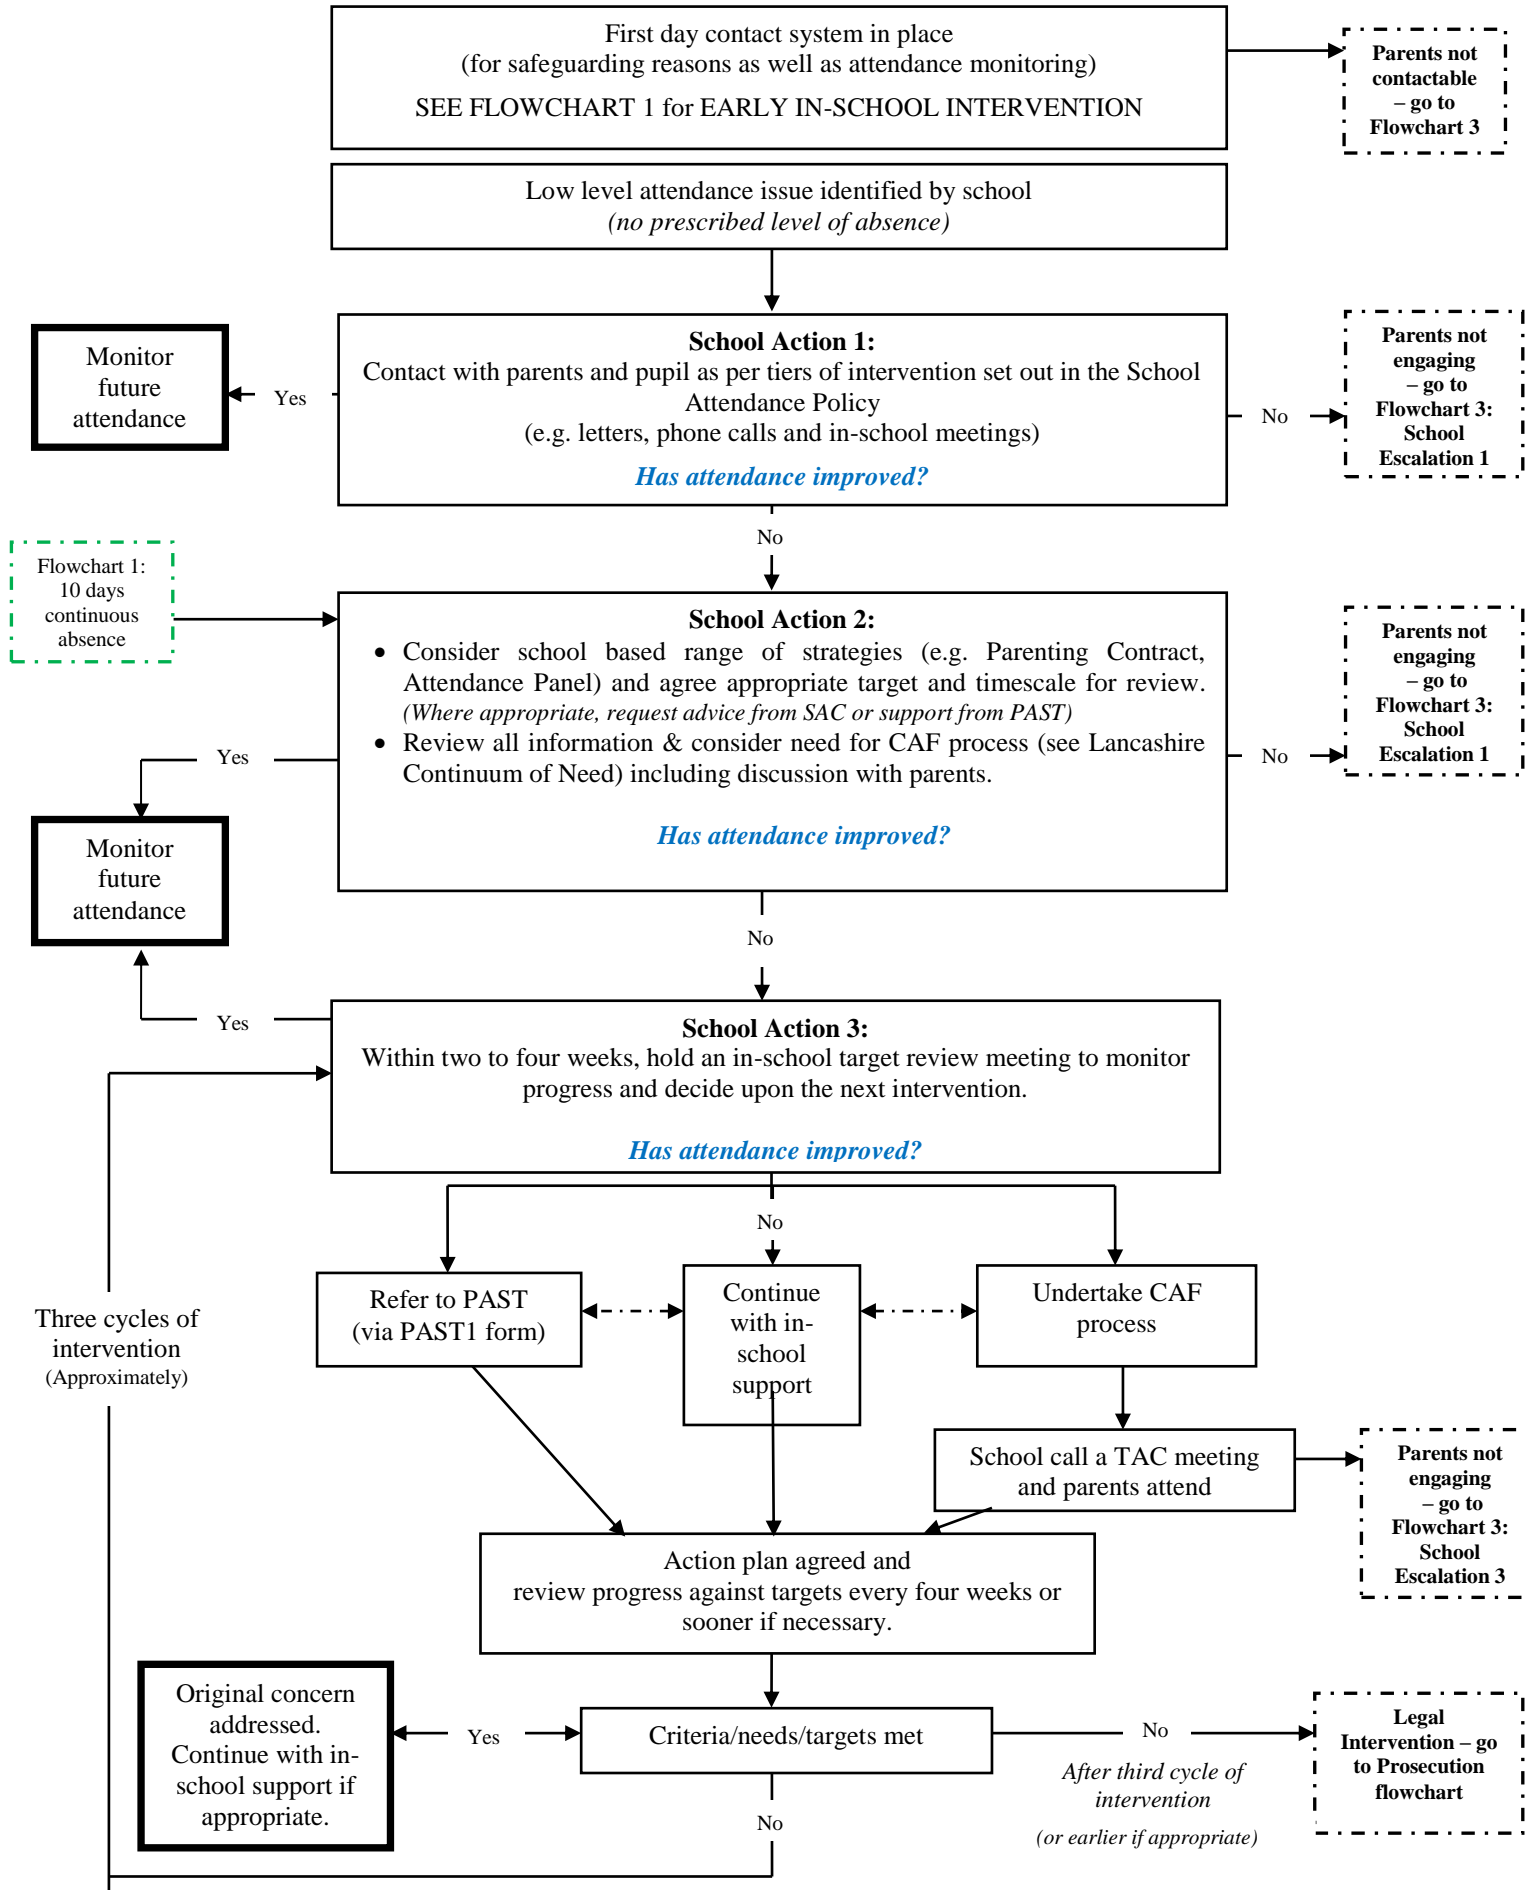 First day contact system in place
(for safeguarding reasons as well as attendance monitoring)
SEE FLOWCHART 1 for EARLY IN-SCHOOL INTERVENTION
Parents not
contactable
– go to
Flowchart 3
Low level attendance issue identified by school
(no prescribed level of absence)
Monitor
future
attendance
Yes
School Action 1:
Contact with parents and pupil as per tiers of intervention set out in the School
Attendance Policy
(e.g. letters, phone calls and in-school meetings)
Has attendance improved?
No
Parents not
engaging
– go to
Flowchart 3:
School
Escalation 1
No
Flowchart 1:
10 days
continuous
absence
School Action 2:
• Consider school based range of strategies (e.g. Parenting Contract,
Attendance Panel) and agree appropriate target and timescale for review.
(Where appropriate, request advice from SAC or support from PAST)
• Review all information & consider need for CAF process (see Lancashire
Continuum of Need) including discussion with parents.
Has attendance improved?
No
Parents not
engaging
– go to
Flowchart 3:
School
Escalation 1
Yes
Monitor
future
attendance
No
Yes
School Action 3:
Within two to four weeks, hold an in-school target review meeting to monitor
progress and decide upon the next intervention.
Has attendance improved?
No
Three cycles of
intervention
(Approximately)
Refer to PAST
(via PAST1 form)
Continue
with in-
school
support
Undertake CAF
process
School call a TAC meeting
and parents attend
Parents not
engaging
– go to
Flowchart 3:
School
Escalation 3
Action plan agreed and
review progress against targets every four weeks or
sooner if necessary.
Original concern
addressed.
Continue with in-
school support if
appropriate.
Yes
Criteria/needs/targets met
No
After third cycle of
intervention
(or earlier if appropriate)
Legal
Intervention – go
to Prosecution
flowchart
No